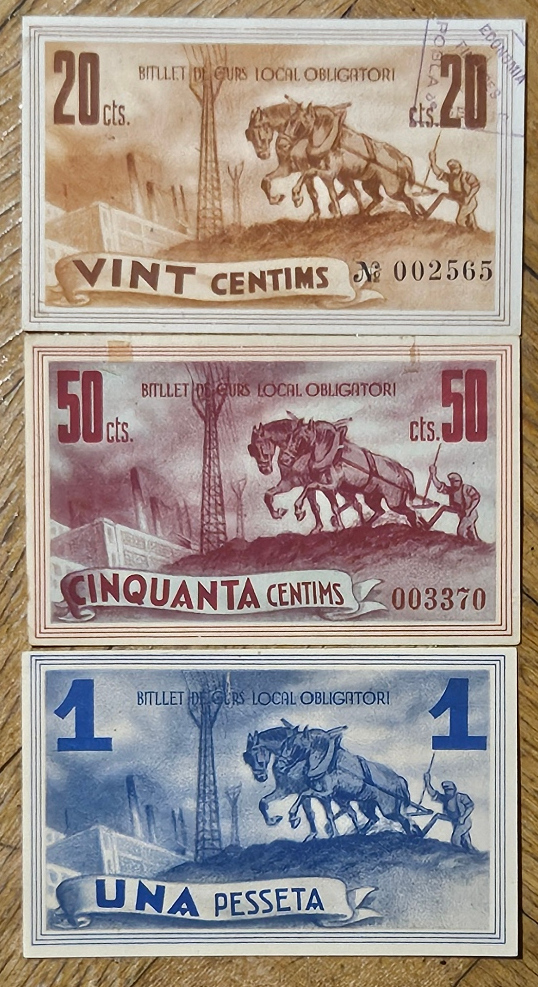 20 cts.
BITLLET DE CURS LOCAL OBLIGATORI
cts. 20
ECONOMIA
VINT CENTIMS
№ 002565
50 cts.
BITLLET DE CURS LOCAL OBLIGATORI
cts. 50
CINQUANTA CENTIMS
003370
1
BITLLET DE CURS LOCAL OBLIGATORI
1
UNA PESSETA